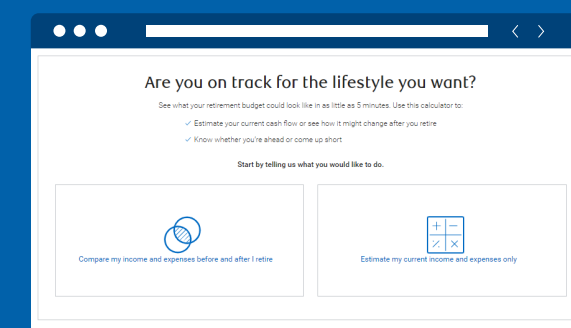 Are you on track for the lifestyle you want?
See what your retirement budget could look like in as little as 5 minutes. Use this calculator to:
✓ Estimate your current cash flow or see how it might change after you retire
✓ Know whether you're ahead or come up short
Start by telling us what you would like to do.
Compare my income and expenses before and after I retire
Estimate my current income and expenses only